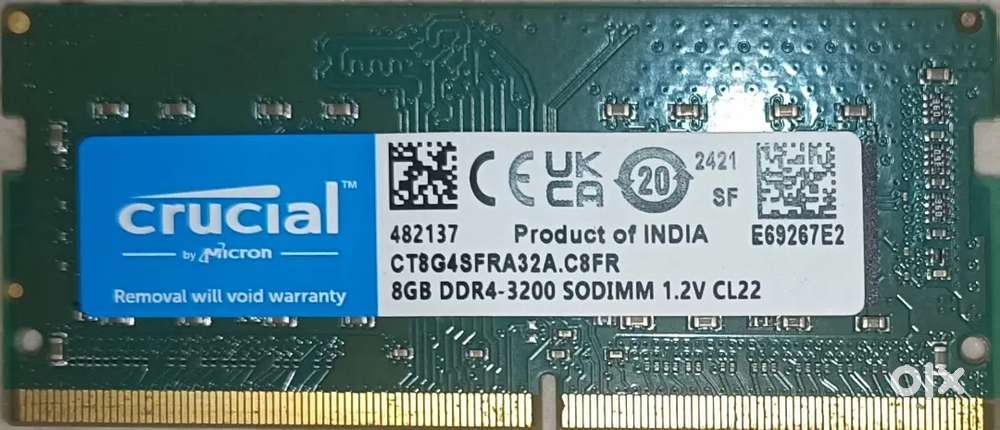 crucial™
by Micron
Removal will void warranty
CE UK CA 20 2421
SF
482137 Product of INDIA E69267E2
CT8G4SFRA32A.C8FR
8GB DDR4-3200 SODIMM 1.2V CL22
olx